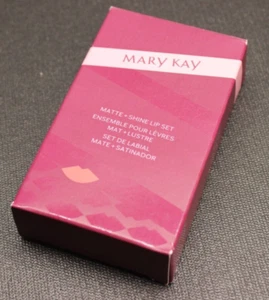 MARY KAY
MATTE + SHINE LIP SET
ENSEMBLE POUR LÈVRES
MAT + LUSTRE
SET DE LABIAL
MATE + SATINADOR